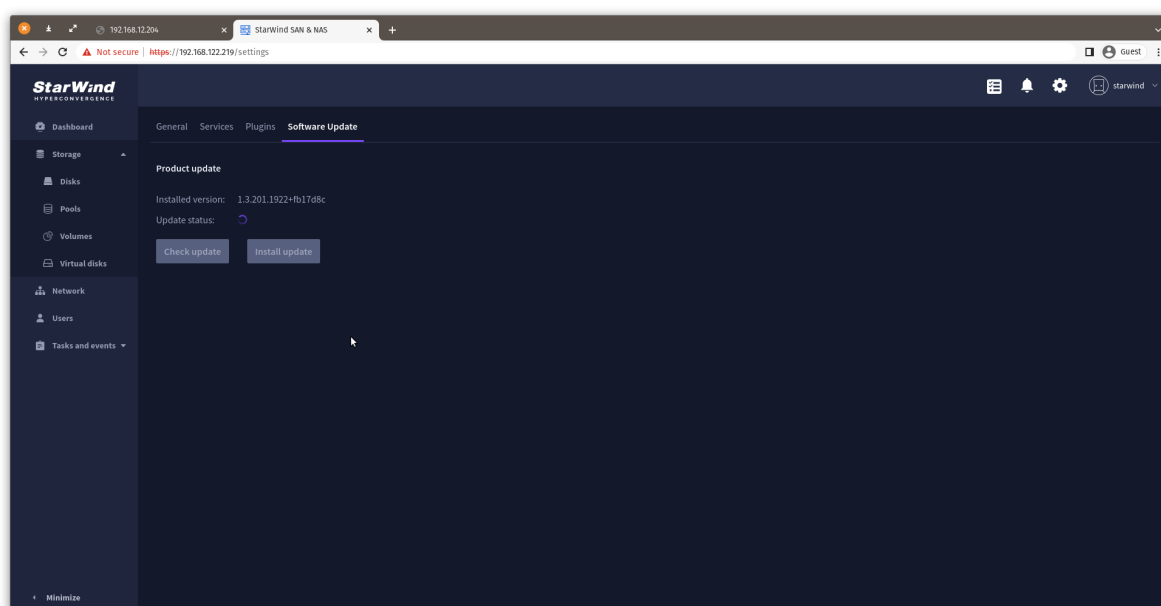 192.168.12.204
StarWind SAN & NAS
Not secure
https://192.168.122.219/settings
Guest
StarWind
HYPERCONVERGENCE
starwind
Dashboard
Storage
Disks
Pools
Volumes
Virtual disks
Network
Users
Tasks and events
Minimize
General Services Plugins Software Update
Product update
Installed version: 1.3.201.1922+fb17d8c
Update status:
Check update Install update